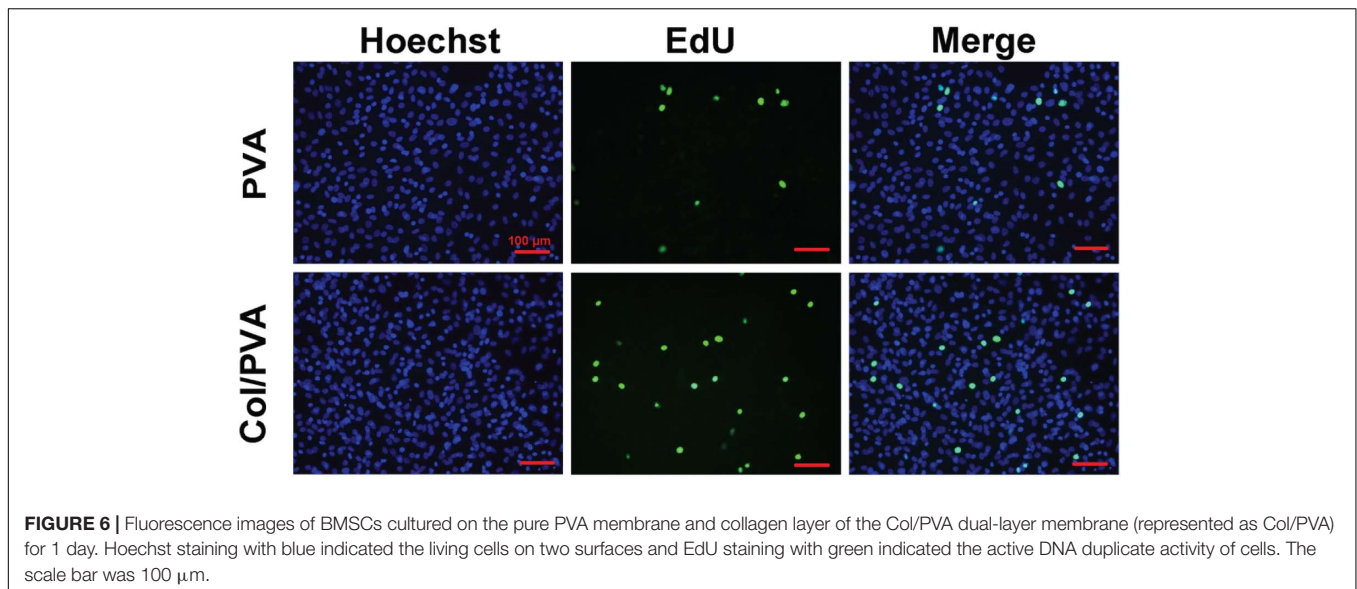 Hoechst EdU Merge
PVA
100 μm
Col/PVA
FIGURE 6 | Fluorescence images of BMSCs cultured on the pure PVA membrane and collagen layer of the Col/PVA dual-layer membrane (represented as Col/PVA)
for 1 day. Hoechst staining with blue indicated the living cells on two surfaces and EdU staining with green indicated the active DNA duplicate activity of cells. The
scale bar was 100 μm.